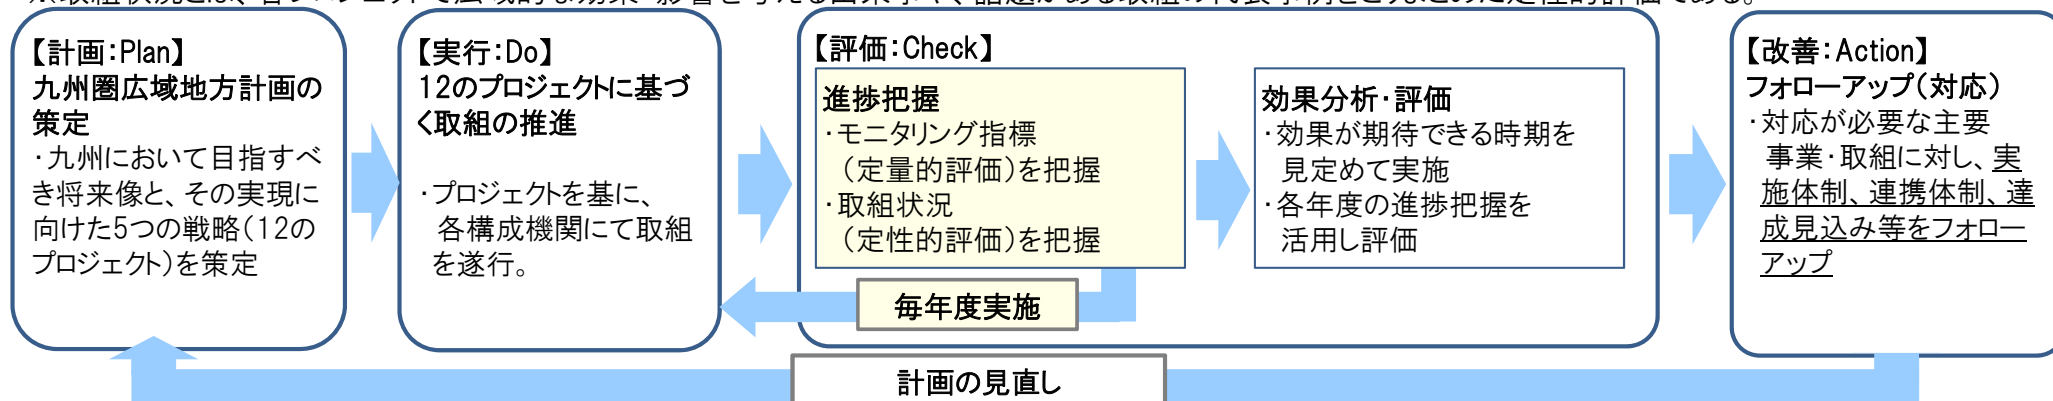 【計画:Plan】
九州圏広域地方計画の
策定
・九州において目指すべ
き将来像と、その実現に
向けた5つの戦略(12の
プロジェクト)を策定
【実行:Do】
12のプロジェクトに基づ
く取組の推進
・プロジェクトを基に、
各構成機関にて取組
を遂行。
【評価:Check】
進捗把握
・モニタリング指標
(定量的評価)を把握
・取組状況
(定性的評価)を把握
効果分析・評価
・効果が期待できる時期を
見定めて実施
・各年度の進捗把握を
活用し評価
毎年度実施
【改善:Action】
フォローアップ(対応)
・対応が必要な主要
事業・取組に対し、実
施体制、連携体制、達
成見込み等をフォロー
アップ
計画の見直し